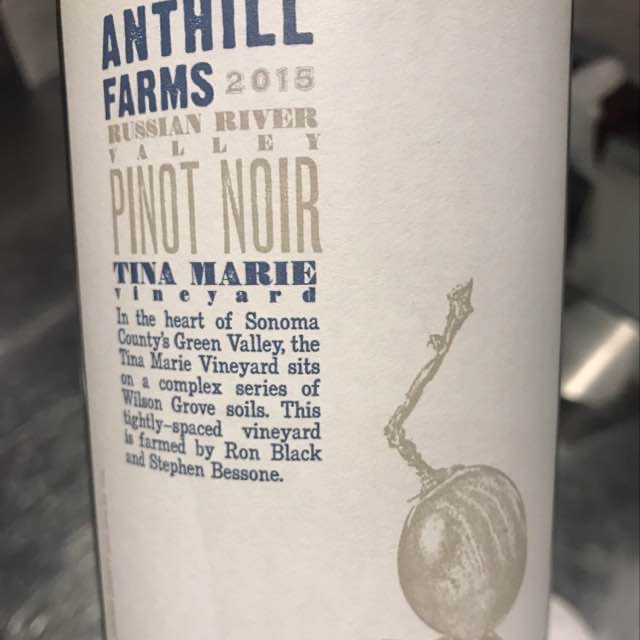 ANTHILL
FARMS 2015
RUSSIAN RIVER
VALLEY
PINOT NOIR
TINA MARIE
vineyard
In the heart of Sonoma
County's Green Valley, the
Tina Marie Vineyard sits
on a complex series of
Wilson Grove soils. This
tightly-spaced vineyard
is farmed by Ron Black
and Stephen Bessone.